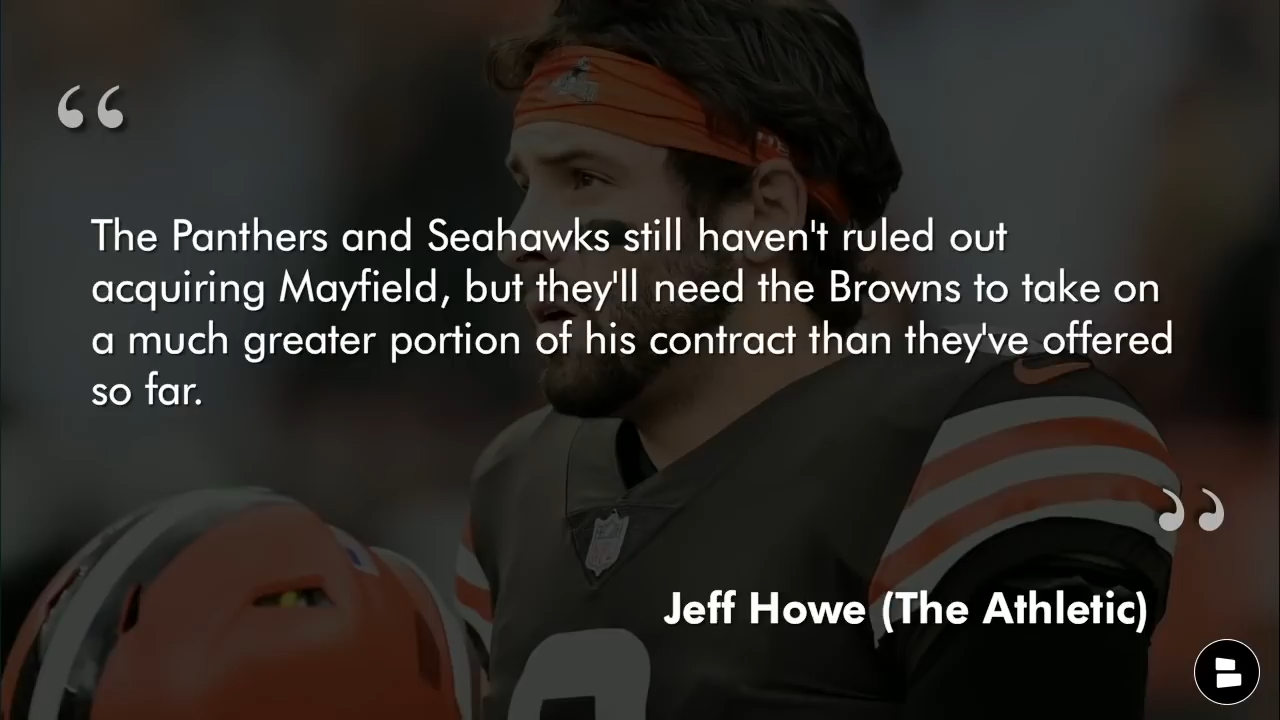 “
The Panthers and Seahawks still haven't ruled out
acquiring Mayfield, but they'll need the Browns to take on
a much greater portion of his contract than they've offered
so far.
”
Jeff Howe (The Athletic)